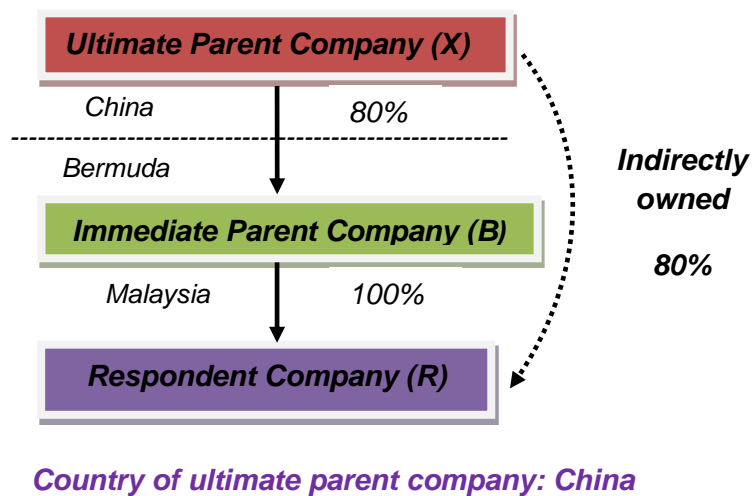 Ultimate Parent Company (X)
China
80%
Bermuda
Indirectly
owned
80%
Immediate Parent Company (B)
Malaysia
100%
Respondent Company (R)
Country of ultimate parent company: China